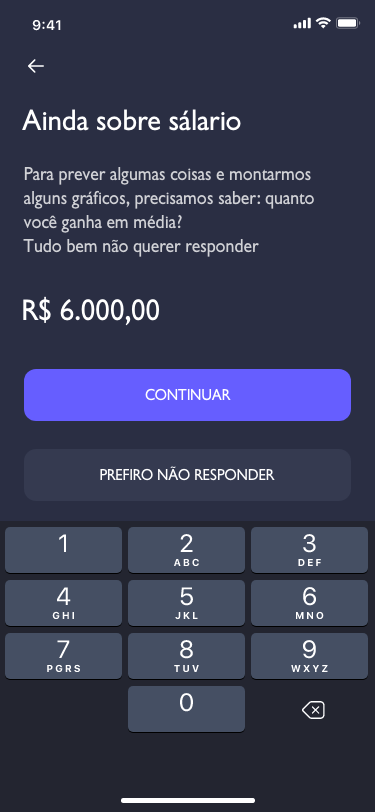 9:41
Ainda sobre sálario
Para prever algumas coisas e montarmos
alguns gráficos, precisamos saber: quanto
você ganha em média?
Tudo bem não querer responder
R$ 6.000,00
CONTINUAR
PREFIRO NÃO RESPONDER
1 2 3
ABC DEF
4 5 6
GHI JKL MNO
7 8 9
PGRS TUV WXYZ
0